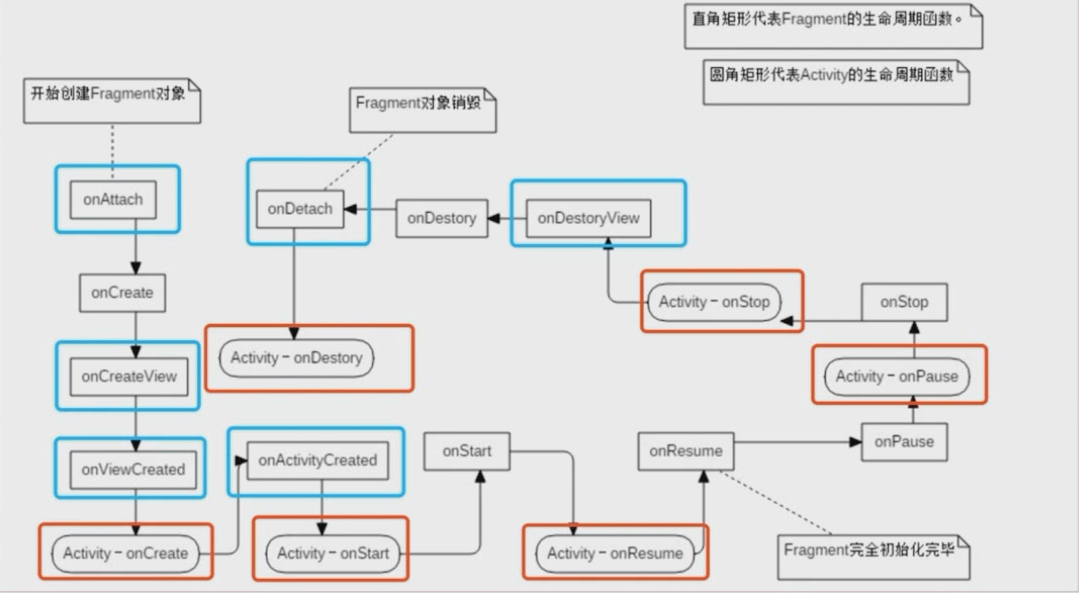 直角矩形代表Fragment的生命周期函数。
圆角矩形代表Activity的生命周期函数
开始创建Fragment对象
Fragment对象销毁
onAttach
onDetach
onDestory
onDestoryView
onCreate
Activity-onStop
onStop
onCreateView
Activity-onDestory
Activity-onPause
onViewCreated
onActivityCreated
onStart
onResume
onPause
Activity-onCreate
Activity-onStart
Activity-onResume
Fragment完全初始化完毕